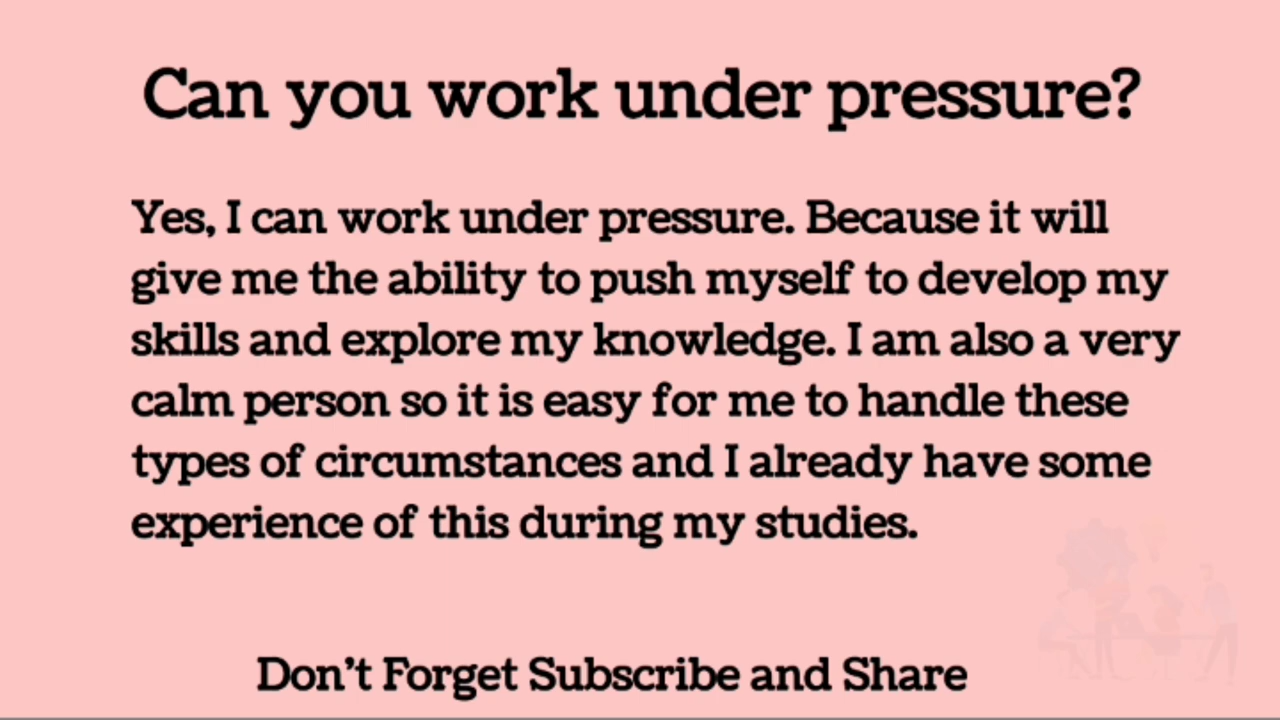 Can you work under pressure?
Yes, I can work under pressure. Because it will
give me the ability to push myself to develop my
skills and explore my knowledge. I am also a very
calm person so it is easy for me to handle these
types of circumstances and I already have some
experience of this during my studies.
Don't Forget Subscribe and Share